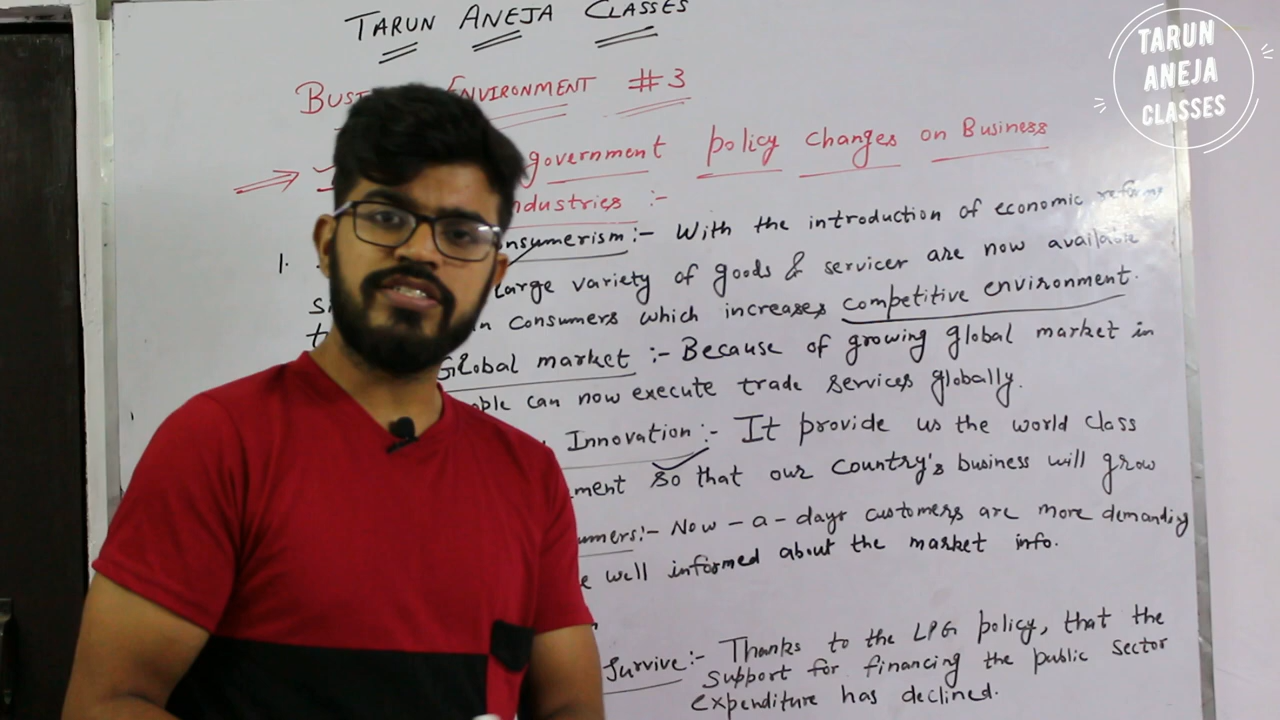 TARUN ANEJA CLASSES
TARUN
ANEJA
CLASSES
BUS ENVIRONMENT #3
government policy changes on Business
ndustries :-
1. nsumerism :- With the introduction of economic reforms
Large variety of goods & servicer are now available
n consumers which increases competitive environment.
Global market :- Because of growing global market in
ople can now execute trade services globally.
Innovation :- It provide us the world class
ment so that our country's business will grow
umers :- Now-a-days customers are more demanding
e well informed about the market info.
Survive :- Thanks to the LPG policy, that the
support for financing the public sector
expenditure has declined.